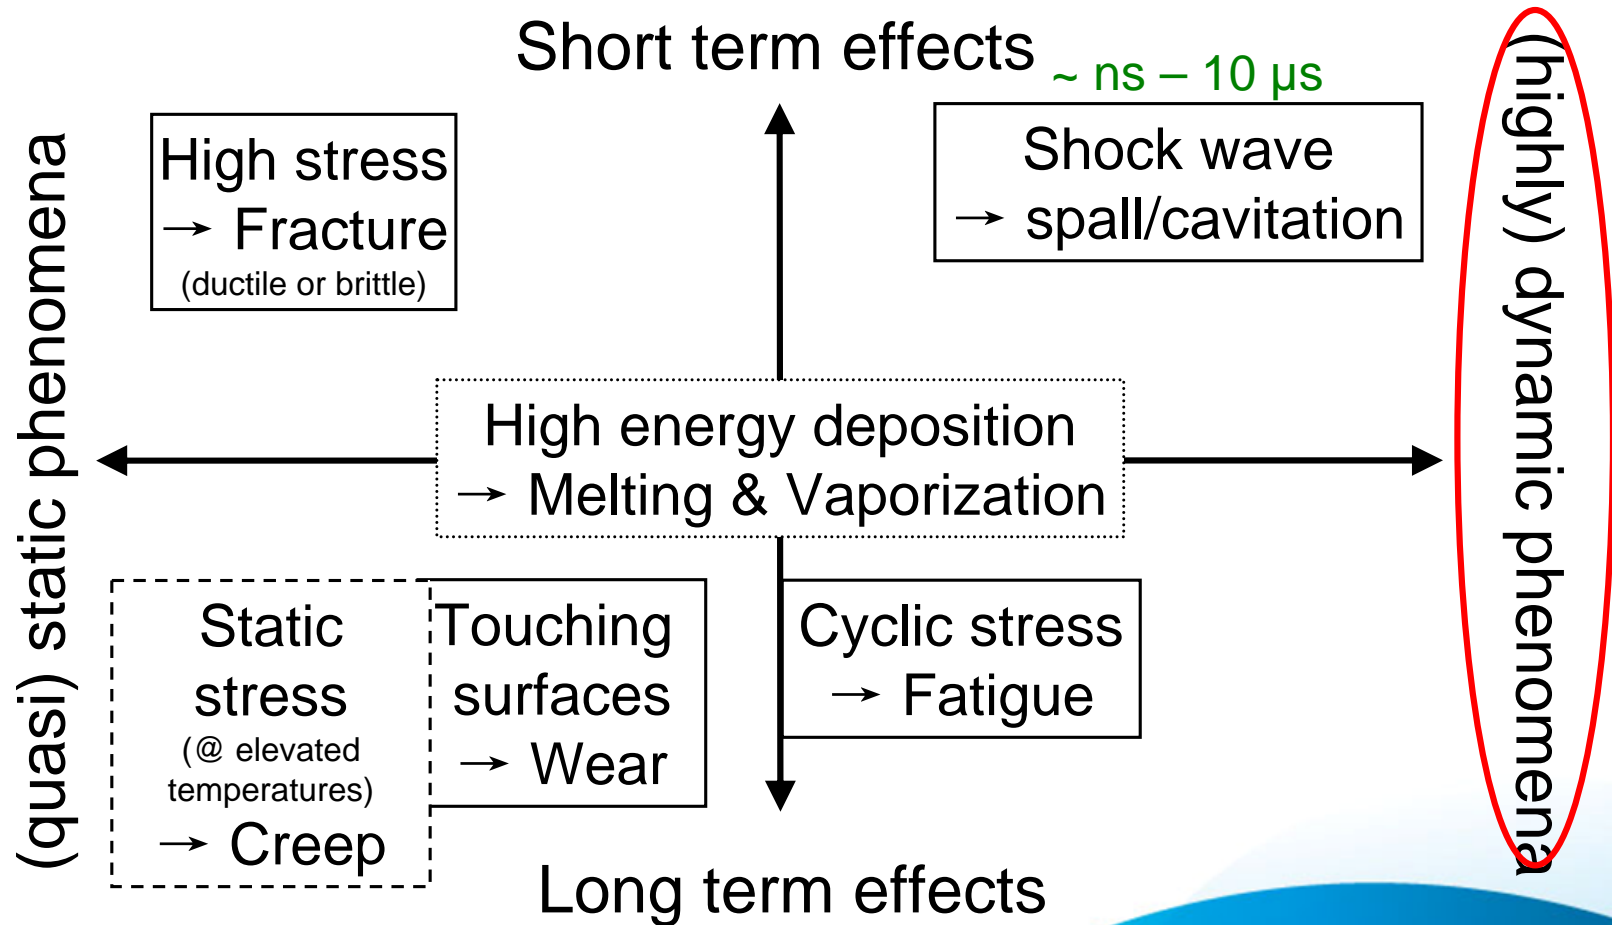 Short term effects
~ ns – 10 µs
(quasi) static phenomena
(highly) dynamic phenomena
High stress
→ Fracture
(ductile or brittle)
Shock wave
→ spall/cavitation
High energy deposition
→ Melting & Vaporization
Static
stress
(@ elevated
temperatures)
→ Creep
Touching
surfaces
→ Wear
Cyclic stress
→ Fatigue
Long term effects